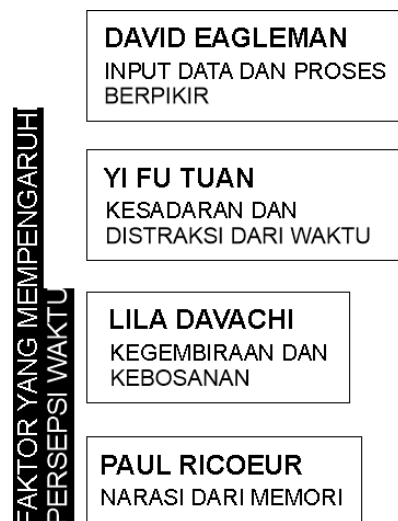 FAKTOR YANG MEMPENGARUHI
PERSEPSI WAKTU
DAVID EAGLEMAN
INPUT DATA DAN PROSES
BERPIKIR
YI FU TUAN
KESADARAN DAN
DISTRAKSI DARI WAKTU
LILA DAVACHI
KEGEMBIRAAN DAN
KEBOSANAN
PAUL RICOEUR
NARASI DARI MEMORI